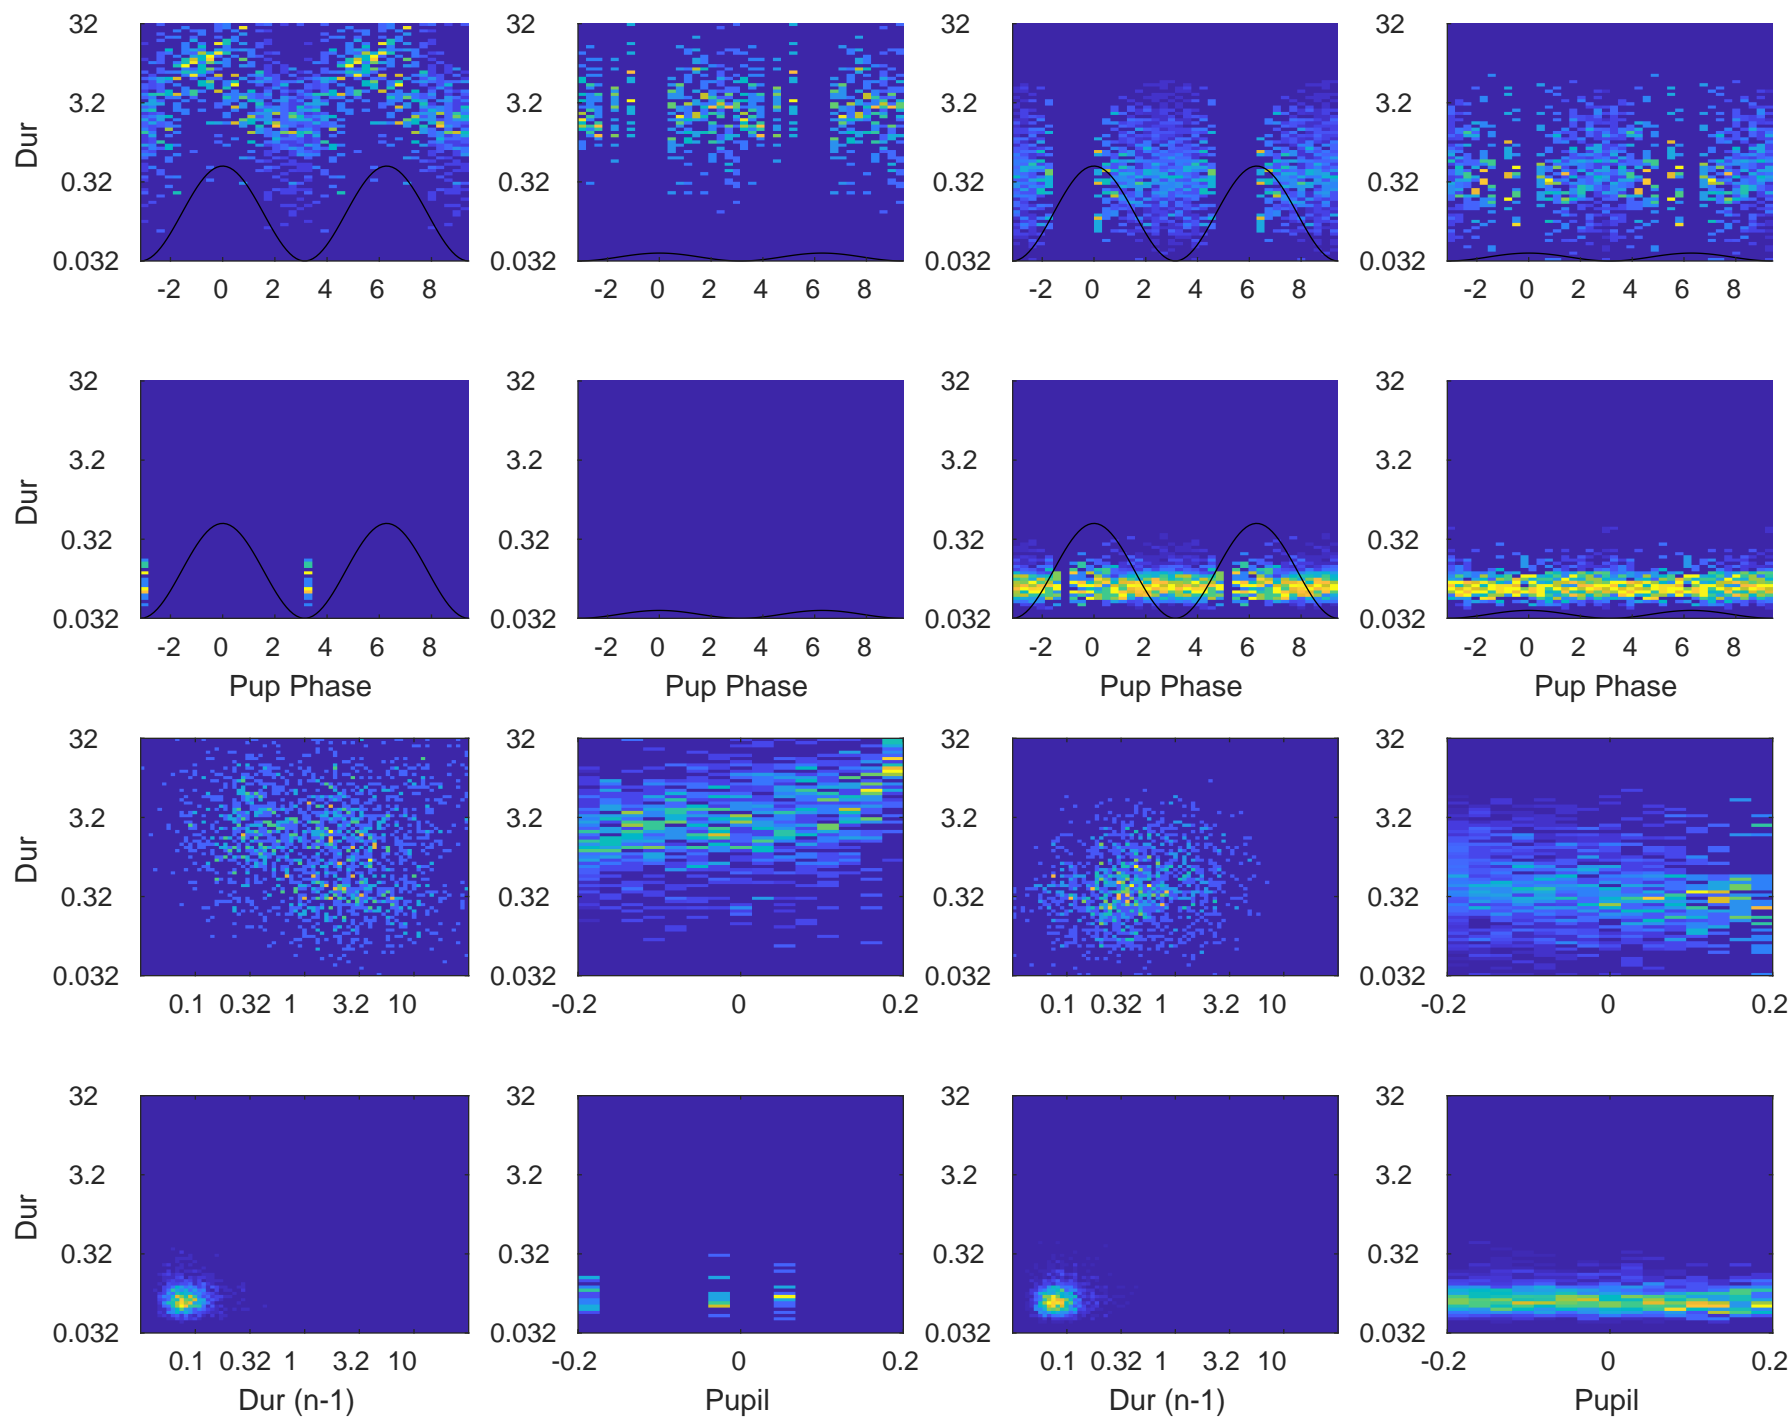 32 32 32 32
Dur 3.2 3.2 3.2 3.2
0.32 0.32 0.32 0.32
0.032 0.032 0.032 0.032
-2 0 2 4 6 8 -2 0 2 4 6 8 -2 0 2 4 6 8 -2 0 2 4 6 8
32 32 32 32
Dur 3.2 3.2 3.2 3.2
0.32 0.32 0.32 0.32
0.032 0.032 0.032 0.032
-2 0 2 4 6 8 -2 0 2 4 6 8 -2 0 2 4 6 8 -2 0 2 4 6 8
Pup Phase Pup Phase Pup Phase Pup Phase
32 32 32 32
Dur 3.2 3.2 3.2 3.2
0.32 0.32 0.32 0.32
0.032 0.032 0.032 0.032
0.1 0.32 1 3.2 10 -0.2 0 0.2 0.1 0.32 1 3.2 10 -0.2 0 0.2
32 32 32 32
Dur 3.2 3.2 3.2 3.2
0.32 0.32 0.32 0.32
0.032 0.032 0.032 0.032
0.1 0.32 1 3.2 10 -0.2 0 0.2 0.1 0.32 1 3.2 10 -0.2 0 0.2
Dur (n-1) Pupil Dur (n-1) Pupil